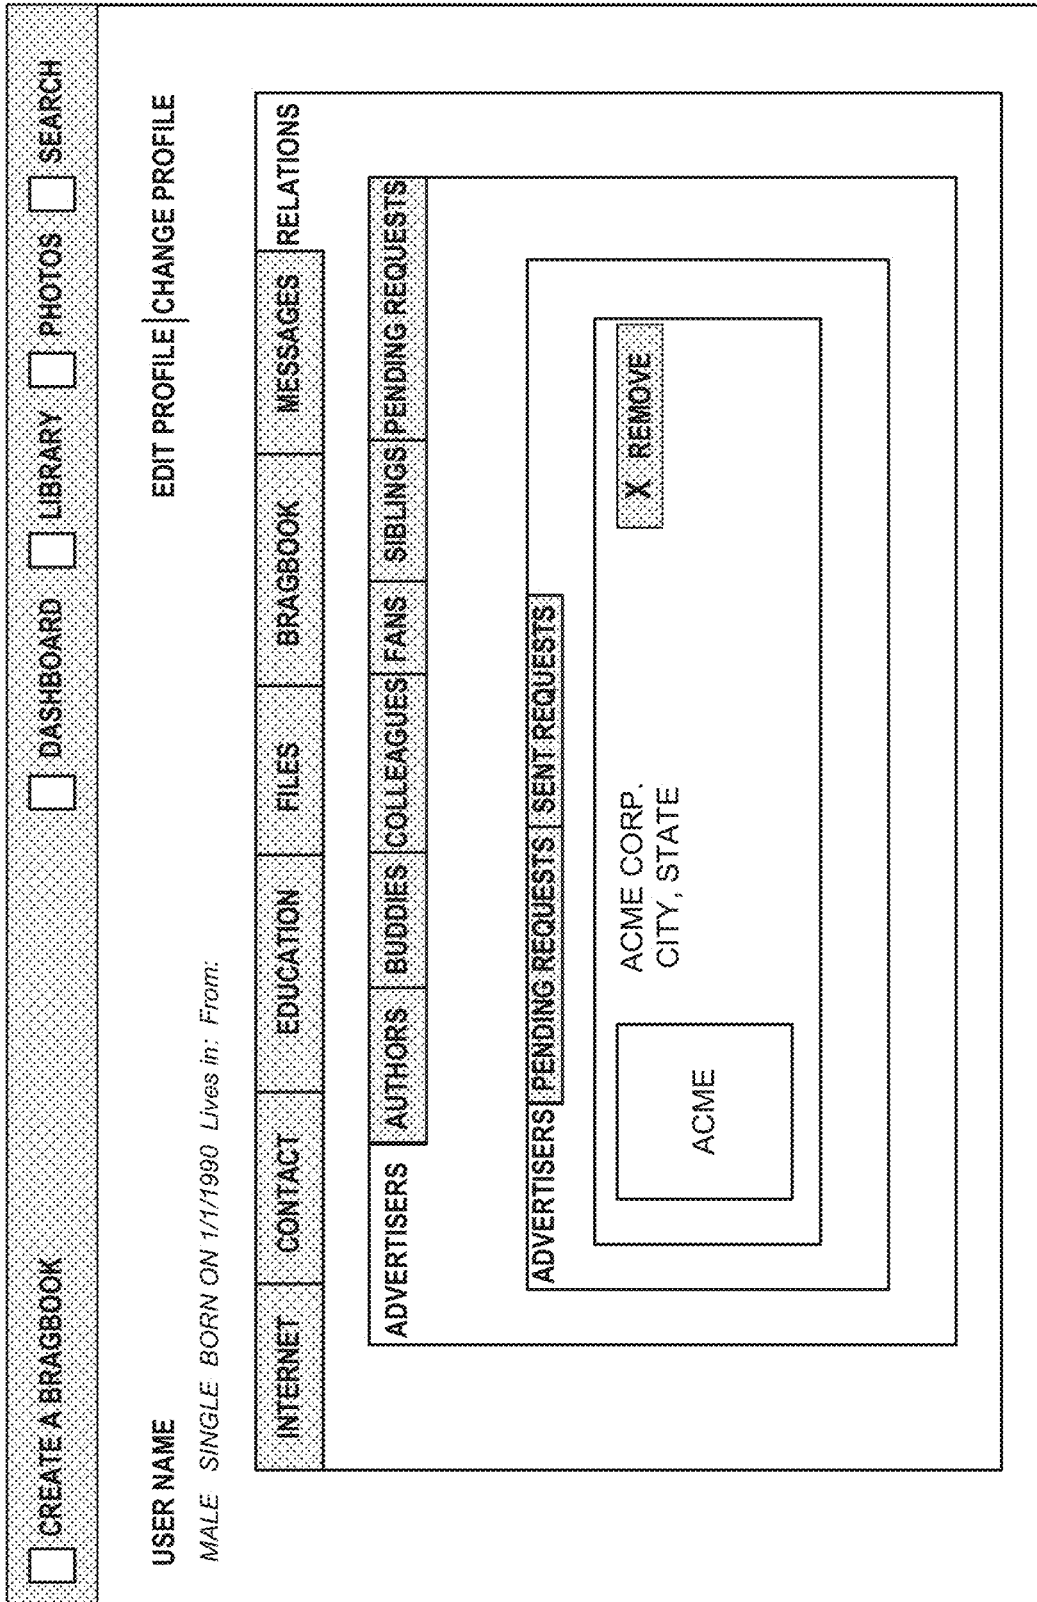 CREATE A BRAGBOOK DASHBOARD LIBRARY PHOTOS SEARCH
USER NAME EDIT PROFILE | CHANGE PROFILE
MALE SINGLE BORN ON 1/1/1990 Lives in: From:
INTERNET CONTACT EDUCATION FILES BRAGBOOK MESSAGES RELATIONS
ADVERTISERS AUTHORS BUDDIES COLLEAGUES FANS SIBLINGS PENDING REQUESTS
ADVERTISERS PENDING REQUESTS SENT REQUESTS
ACME
ACME CORP.
CITY, STATE
X REMOVE